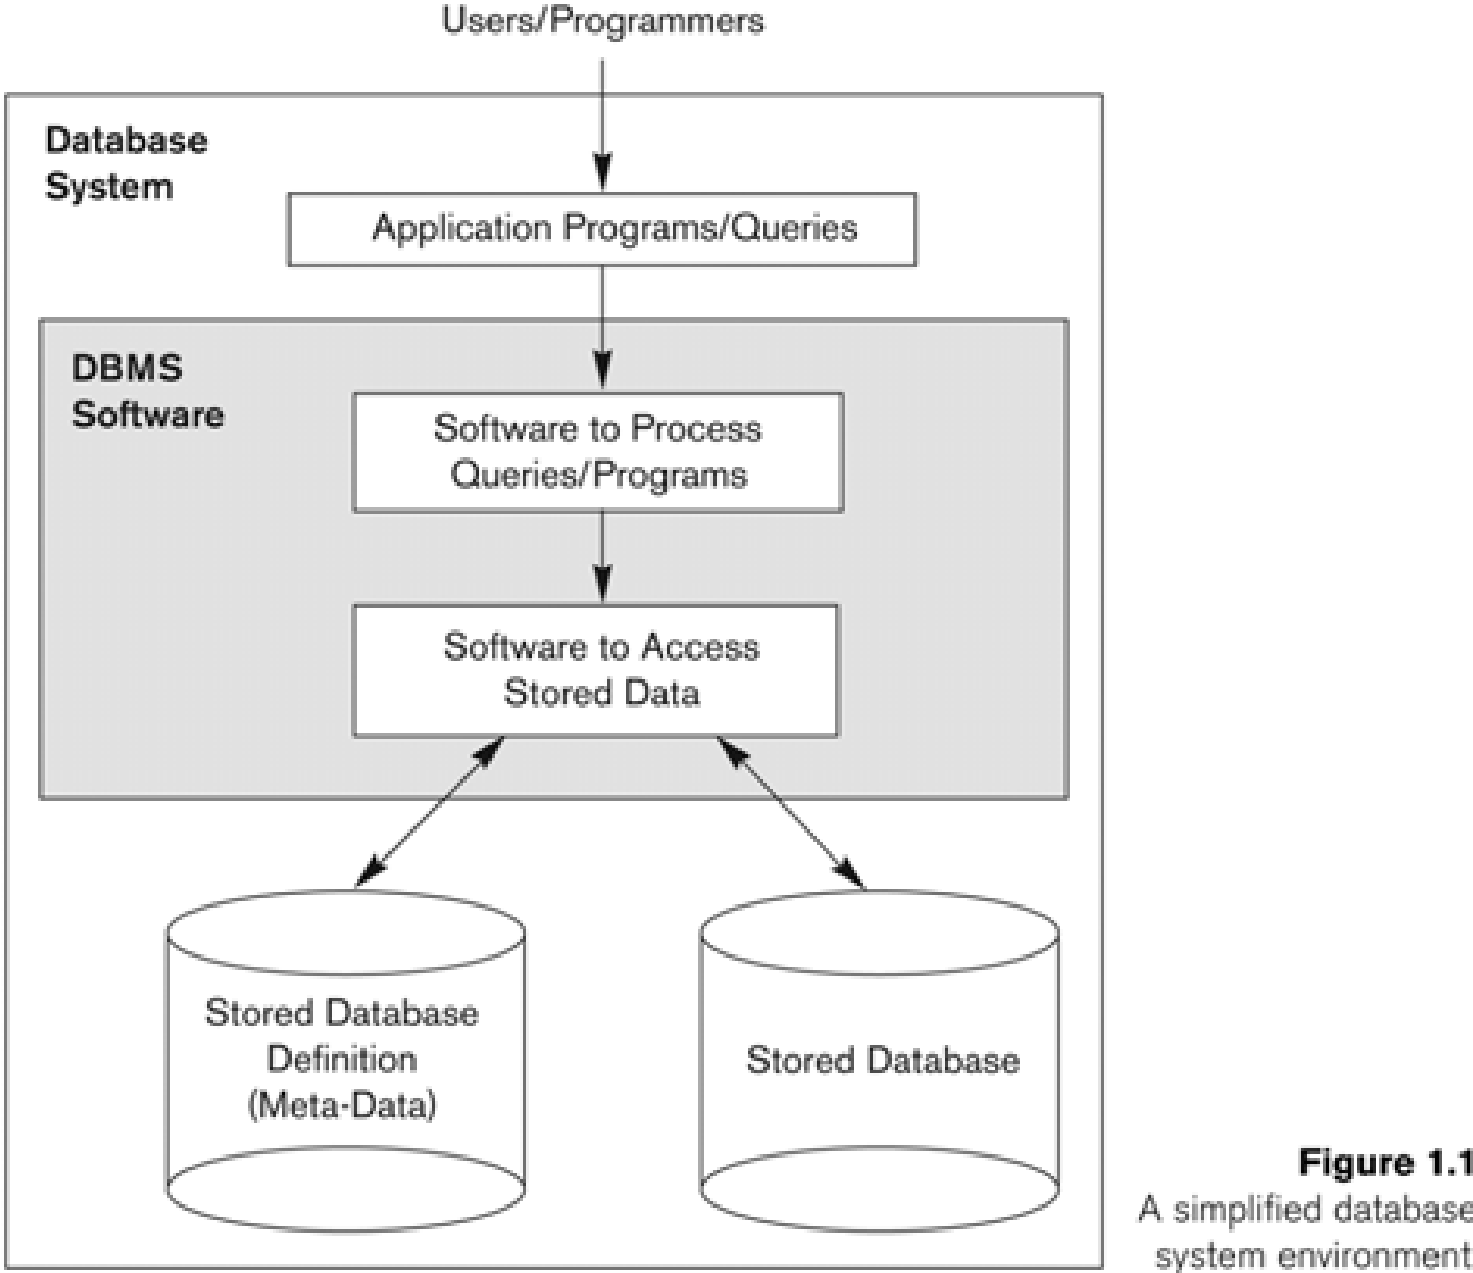 Users/Programmers
Database
System
Application Programs/Queries
DBMS
Software
Software to Process
Queries/Programs
Software to Access
Stored Data
Stored Database
Definition
(Meta-Data)
Stored Database
Figure 1.1
A simplified database
system environment